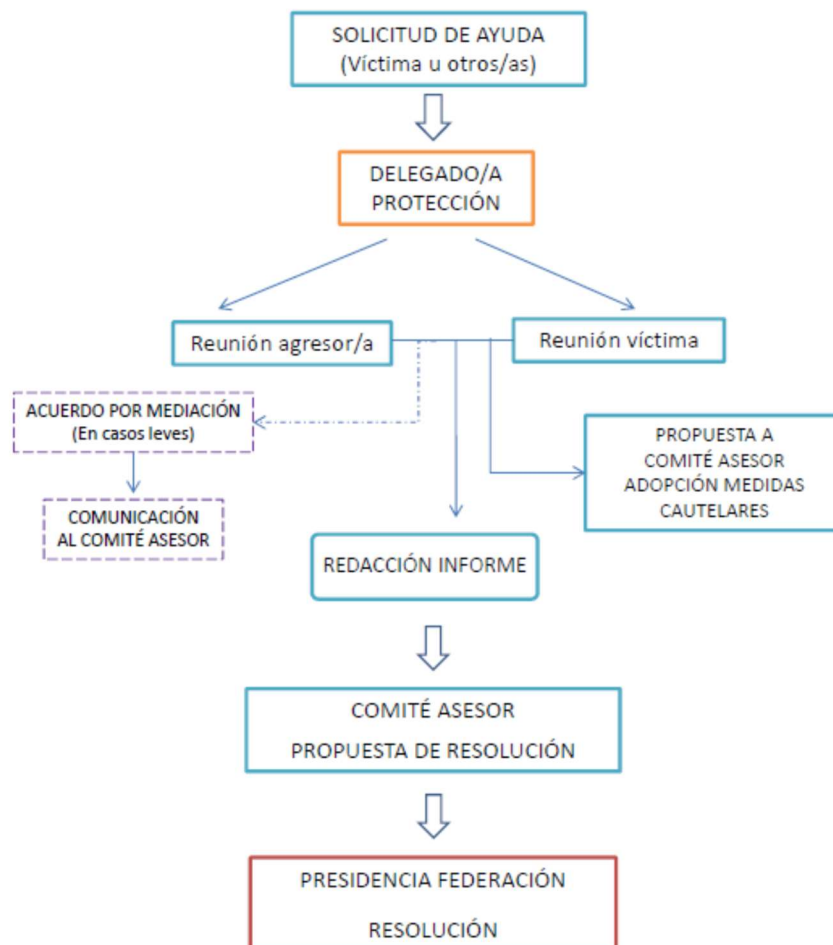 SOLICITUD DE AYUDA
(Víctima u otros/as)
DELEGADO/A
PROTECCIÓN
Reunión agresor/a
Reunión víctima
ACUERDO POR MEDIACIÓN
(En casos leves)
PROPUESTA A
COMITÉ ASESOR
ADOPCIÓN MEDIDAS
CAUTELARES
COMUNICACIÓN
AL COMITÉ ASESOR
REDACCIÓN INFORME
COMITÉ ASESOR
PROPUESTA DE RESOLUCIÓN
PRESIDENCIA FEDERACIÓN
RESOLUCIÓN